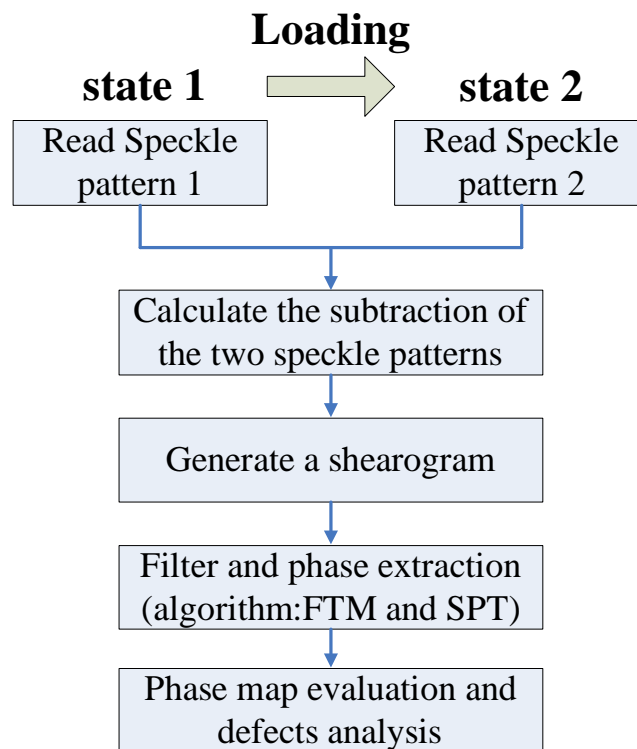 Loading
state 1
state 2
Read Speckle
pattern 1
Read Speckle
pattern 2
Calculate the subtraction of
the two speckle patterns
Generate a shearogram
Filter and phase extraction
(algorithm:FTM and SPT)
Phase map evaluation and
defects analysis